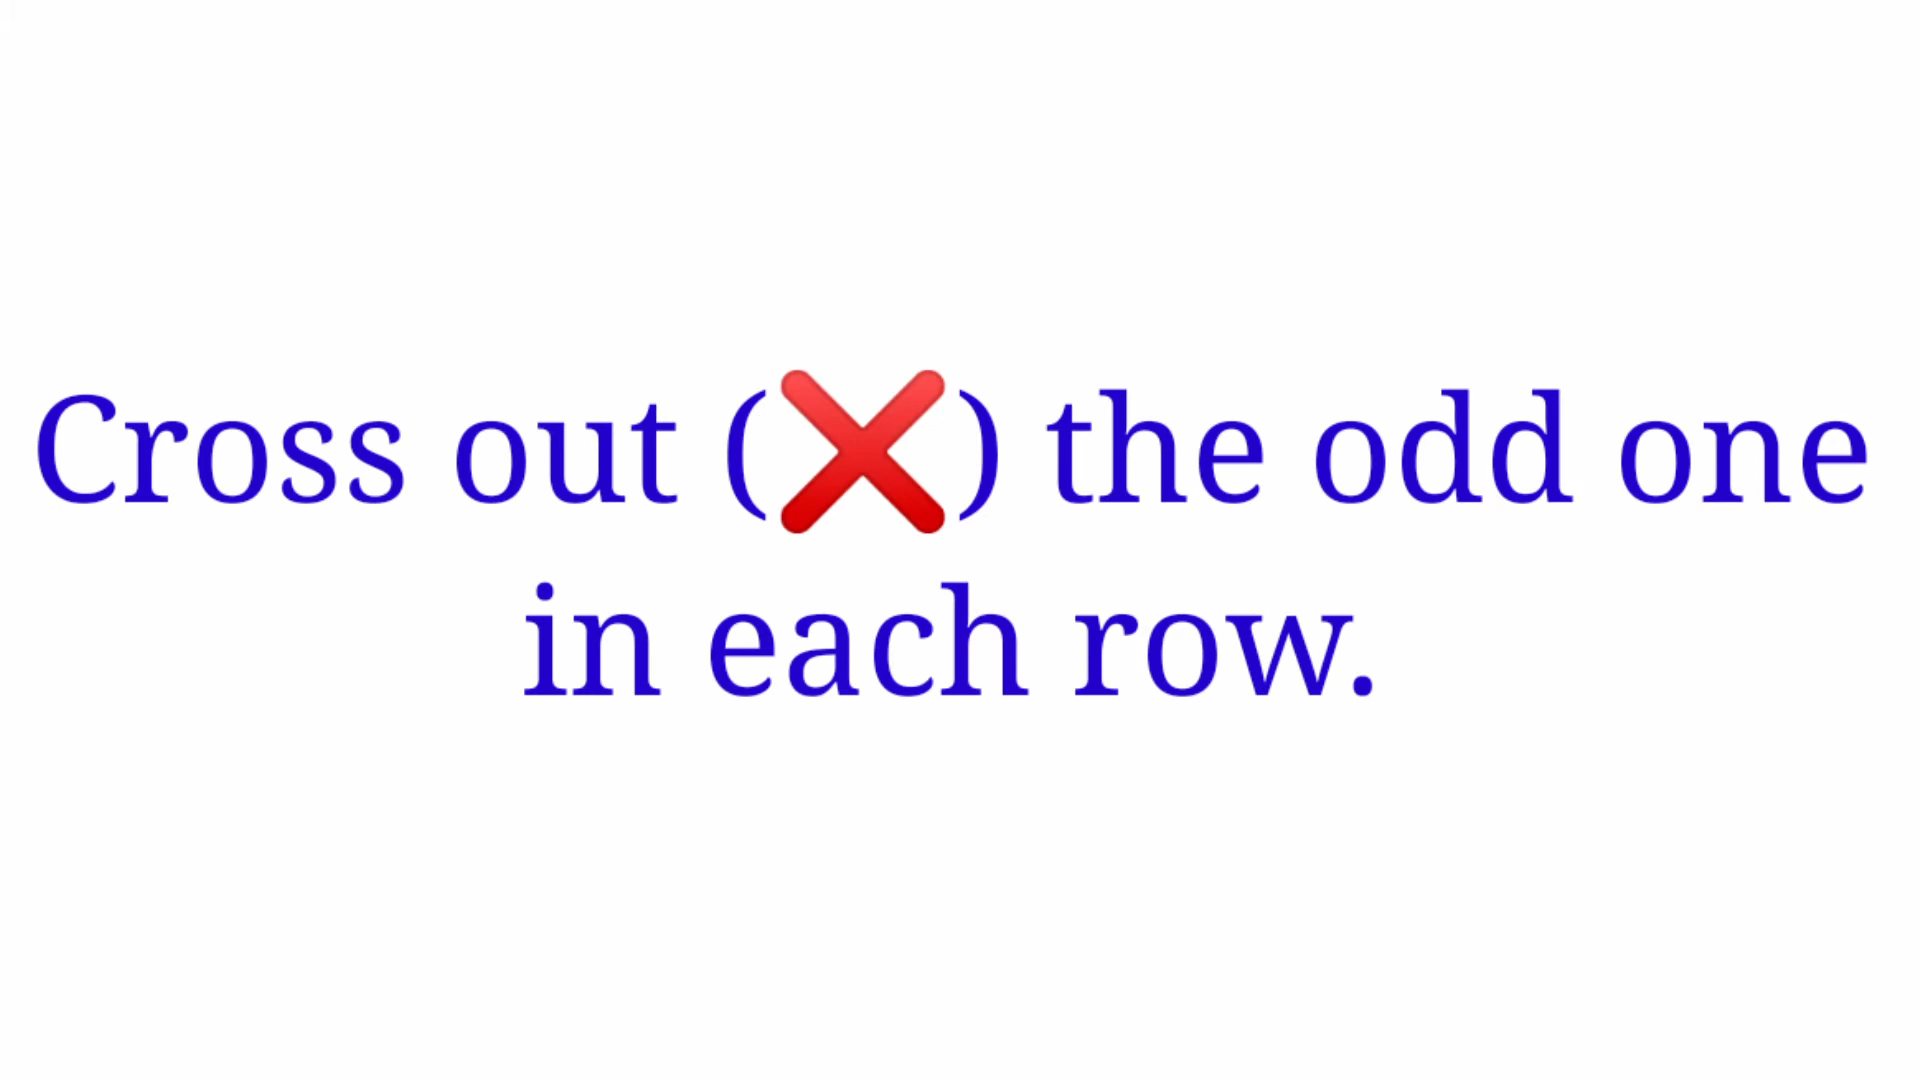 Cross out (❌) the odd one
in each row.